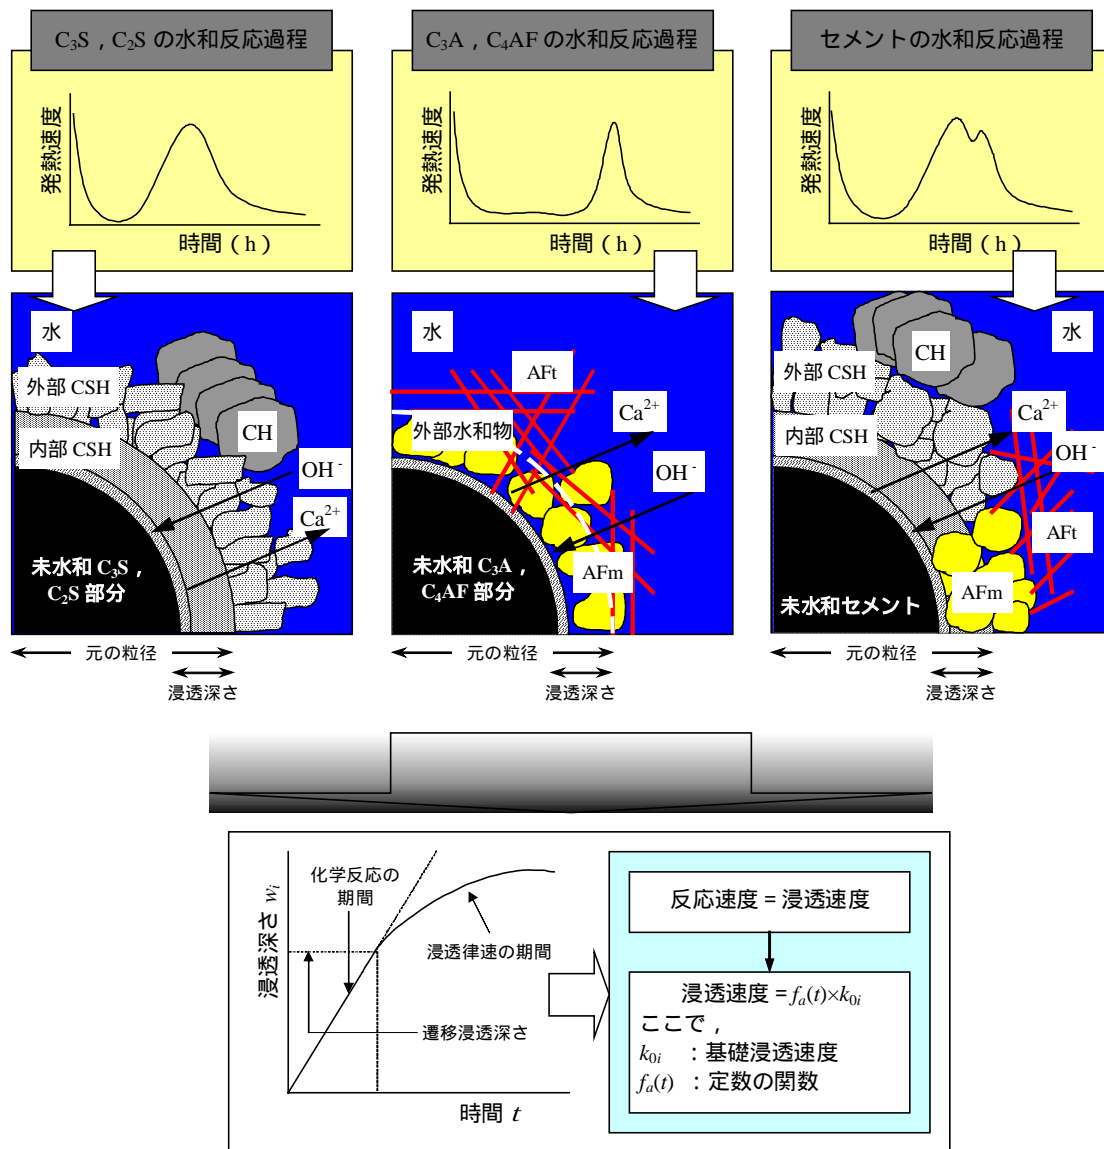 C₃S，C₂S の水和反応過程
発熱速度
時間（h）
水
外部 CSH
内部 CSH
CH
OH⁻
Ca²⁺
未水和 C₃S，
C₂S 部分
元の粒径
浸透深さ
C₃A，C₄AF の水和反応過程
発熱速度
時間（h）
水
AFt
外部水和物
Ca²⁺
OH⁻
AFm
未水和 C₃A，
C₄AF 部分
元の粒径
浸透深さ
セメントの水和反応過程
発熱速度
時間（h）
水
CH
外部 CSH
内部 CSH
Ca²⁺
OH⁻
AFt
AFm
未水和セメント
元の粒径
浸透深さ
浸透深さ wᵢ
化学反応の
期間
浸透律速の期間
遷移浸透深さ
時間 t
反応速度＝浸透速度
浸透速度＝fₐ(t)×k₀ᵢ
ここで，
k₀ᵢ ：基礎浸透速度
fₐ(t) ：定数の関数